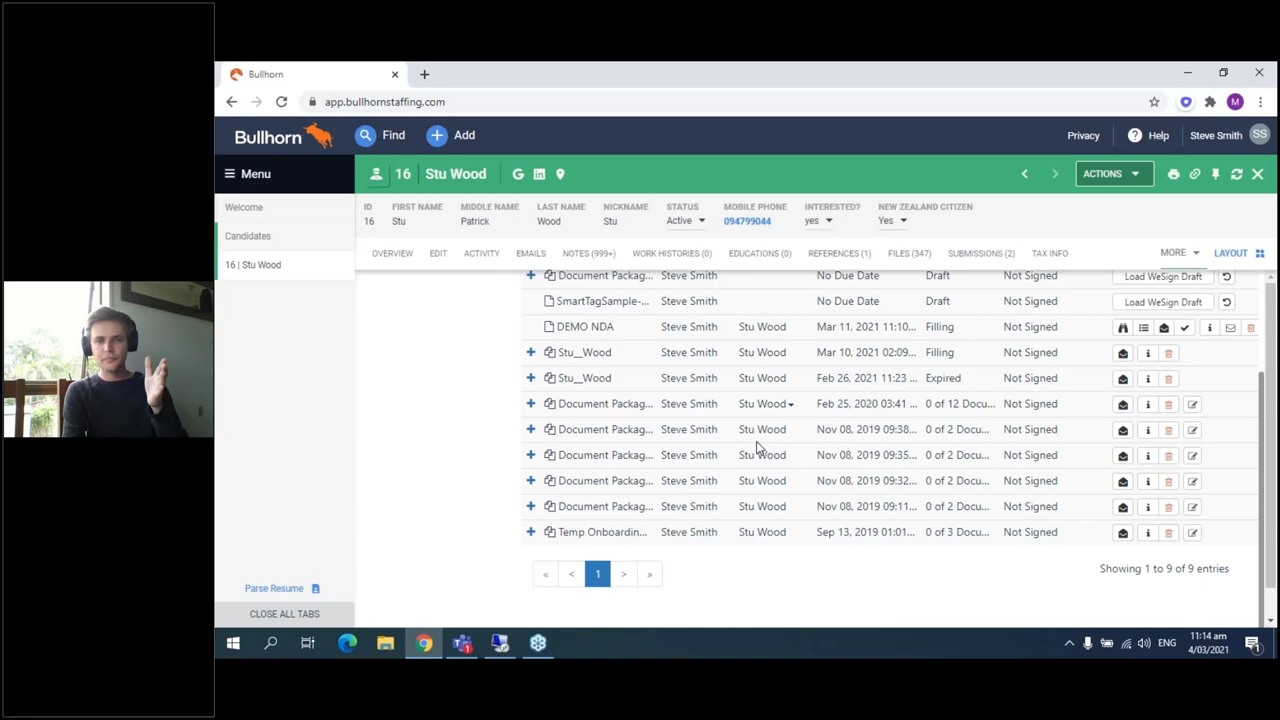 Bullhorn
app.bullhornstaffing.com
M
Bullhorn Find Add Privacy ? Help Steve Smith SS
Menu 16 Stu Wood G in ACTIONS
ID FIRST NAME MIDDLE NAME LAST NAME NICKNAME STATUS MOBILE PHONE INTERESTED? NEW ZEALAND CITIZEN
16 Stu Patrick Wood Stu Active 094799044 yes Yes
Welcome
Candidates
16 | Stu Wood
OVERVIEW EDIT ACTIVITY EMAILS NOTES (999+) WORK HISTORIES (0) EDUCATIONS (0) REFERENCES (1) FILES (347) SUBMISSIONS (2) TAX INFO MORE LAYOUT
+ Document Packag... Steve Smith No Due Date Draft Not Signed Load WeSign Draft
SmartTagSample-... Steve Smith No Due Date Draft Not Signed Load WeSign Draft
DEMO NDA Steve Smith Stu Wood Mar 11, 2021 11:10... Filling Not Signed
+ Stu__Wood Steve Smith Stu Wood Mar 10, 2021 02:09... Filling Not Signed
+ Stu__Wood Steve Smith Stu Wood Feb 26, 2021 11:23 ... Expired Not Signed
+ Document Packag... Steve Smith Stu Wood Feb 25, 2020 03:41 ... 0 of 12 Docu... Not Signed
+ Document Packag... Steve Smith Stu Wood Nov 08, 2019 09:38... 0 of 2 Docu... Not Signed
+ Document Packag... Steve Smith Stu Wood Nov 08, 2019 09:35... 0 of 2 Docu... Not Signed
+ Document Packag... Steve Smith Stu Wood Nov 08, 2019 09:32... 0 of 2 Docu... Not Signed
+ Document Packag... Steve Smith Stu Wood Nov 08, 2019 09:11... 0 of 2 Docu... Not Signed
+ Temp Onboardin... Steve Smith Stu Wood Sep 13, 2019 01:01... 0 of 3 Docu... Not Signed
« < 1 > » Showing 1 to 9 of 9 entries
Parse Resume
CLOSE ALL TABS
ENG 11:14 am
4/03/2021